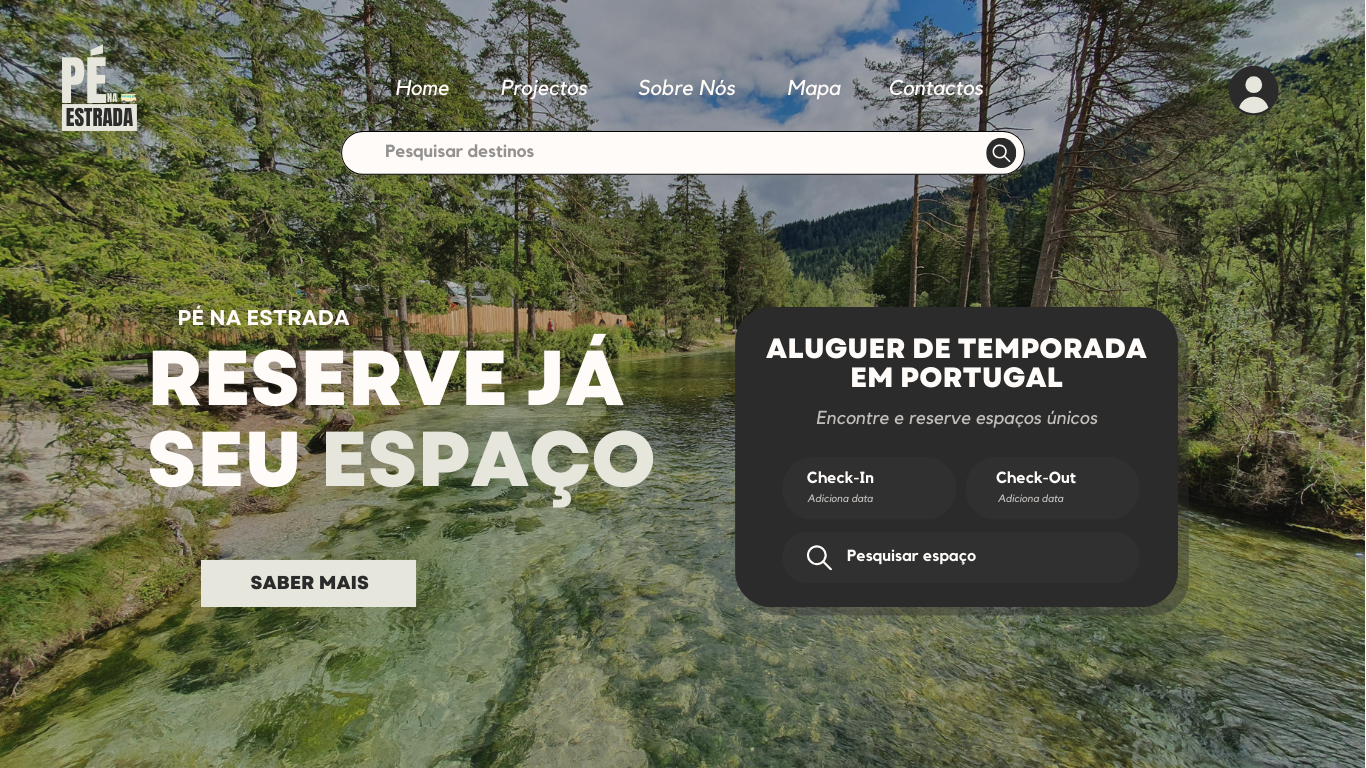 PÉ
NA
ESTRADA
Home Projectos Sobre Nós Mapa Contactos
Pesquisar destinos
PÉ NA ESTRADA
RESERVE JÁ
SEU ESPAÇO
SABER MAIS
ALUGUER DE TEMPORADA
EM PORTUGAL
Encontre e reserve espaços únicos
Check-In Check-Out
Adiciona data Adiciona data
Pesquisar espaço